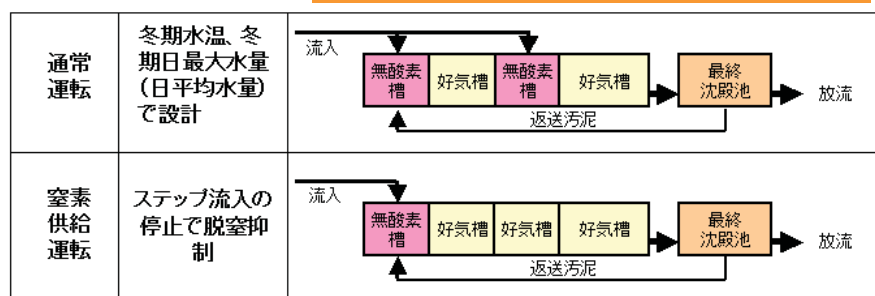 通常
運転
冬期水温、冬
期日最大水量
（日平均水量）
で設計
流入
無酸素
槽
好気槽
無酸素
槽
好気槽
最終
沈殿池
放流
返送汚泥
窒素
供給
運転
ステップ流入の
停止で脱窒抑
制
流入
無酸素
槽
好気槽
好気槽
好気槽
最終
沈殿池
放流
返送汚泥